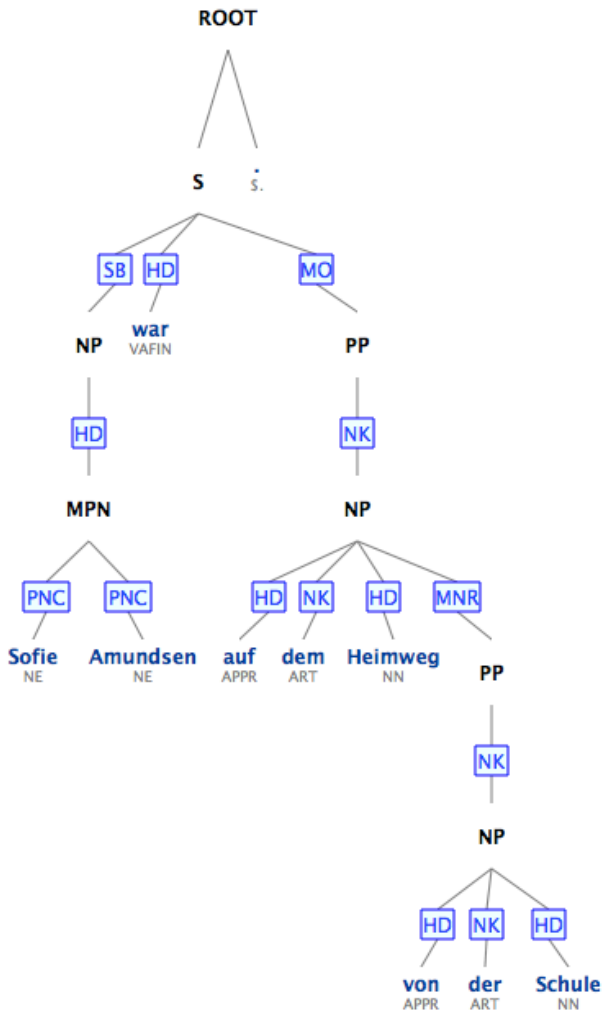 ROOT
S .
$.
SB HD MO
NP war PP
VAFIN
HD NK
MPN NP
PNC PNC HD NK HD MNR
Sofie Amundsen auf dem Heimweg PP
NE NE APPR ART NN
NK
NP
HD NK HD
von der Schule
APPR ART NN